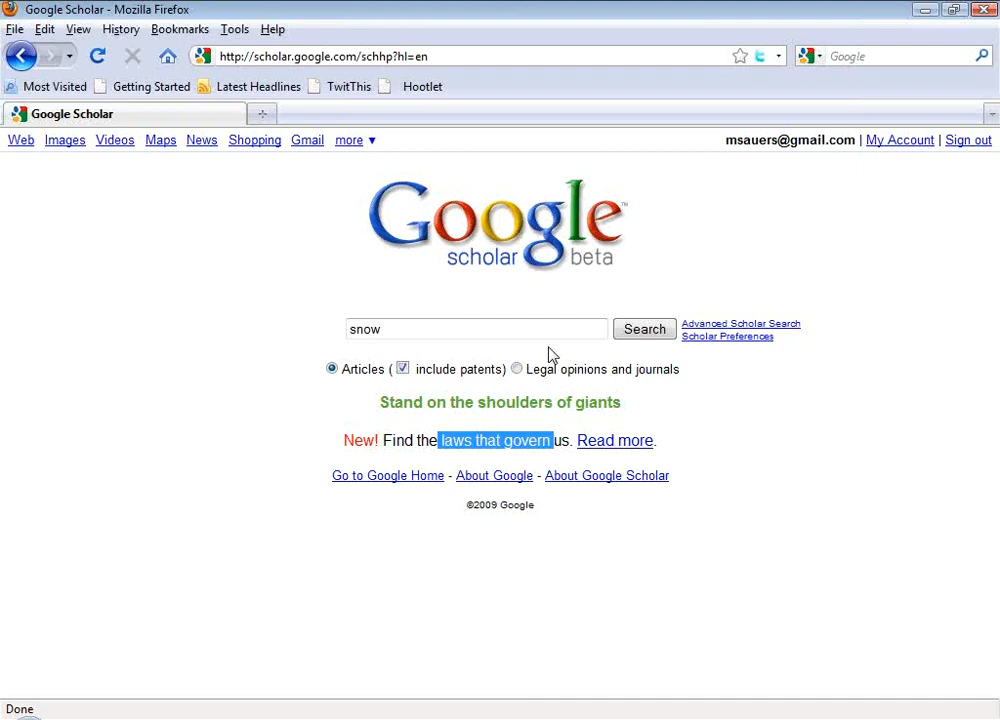 Google Scholar - Mozilla Firefox
File Edit View History Bookmarks Tools Help
http://scholar.google.com/schhp?hl=en Google
Most Visited Getting Started Latest Headlines TwitThis Hootlet
Google Scholar
Web Images Videos Maps News Shopping Gmail more ▼ msauers@gmail.com | My Account | Sign out
Google™
scholar beta
snow Search Advanced Scholar Search
Scholar Preferences
Articles ( include patents) Legal opinions and journals
Stand on the shoulders of giants
New! Find the laws that govern us. Read more.
Go to Google Home - About Google - About Google Scholar
©2009 Google
Done